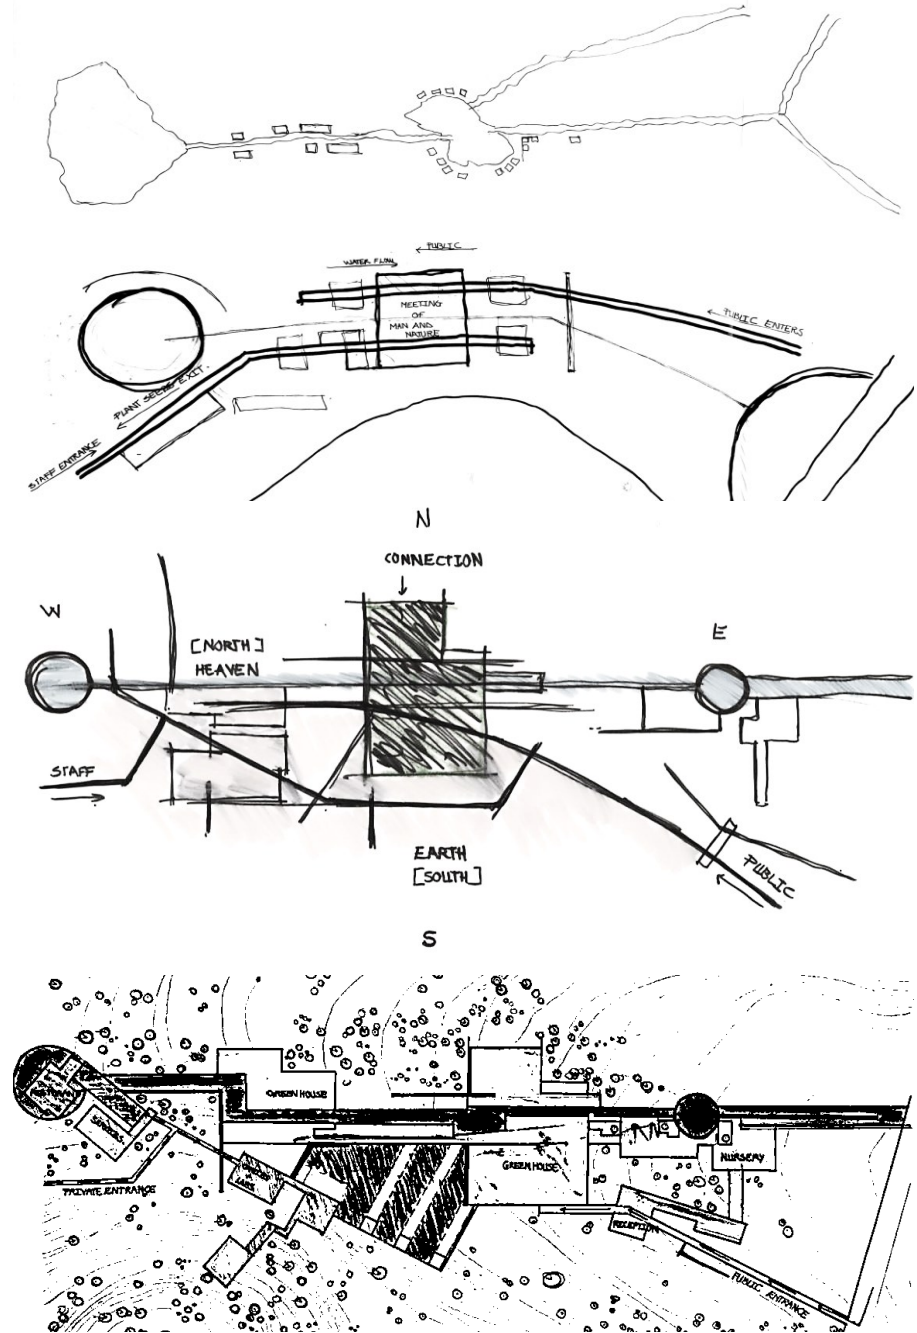 PUBLIC
WATER FLOW
MEETING
OF
MAN AND
NATURE
PUBLIC ENTERS
PLANT SEEDS EXIT
STAFF ENTRANCE
N
CONNECTION
W
[NORTH]
HEAVEN
E
STAFF
EARTH
[SOUTH]
PUBLIC
S
GREEN HOUSE
PRIVATE ENTRANCE
LABS
GREEN HOUSE
NURSERY
RECEPTION
PUBLIC ENTRANCE